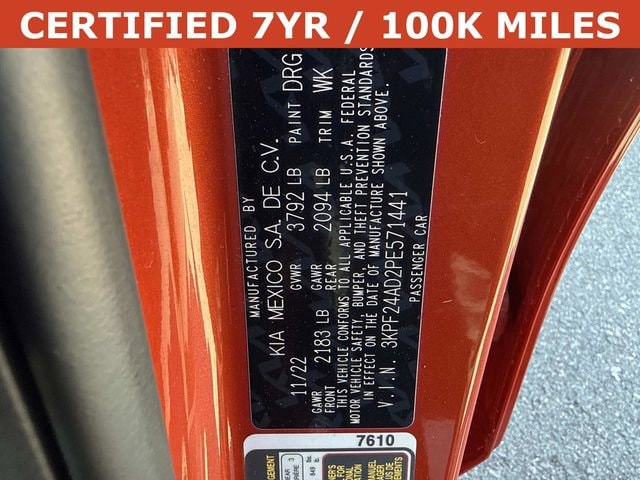 CERTIFIED 7YR / 100K MILES
MANUFACTURED BY
KIA MEXICO S.A. DE C.V.
11/22 GVWR 3792 LB PAINT DRG
GAWR FRONT 2183 LB GAWR REAR 2094 LB TRIM WK
THIS VEHICLE CONFORMS TO ALL APPLICABLE U.S.A. FEDERAL
MOTOR VEHICLE SAFETY, BUMPER, AND THEFT PREVENTION STANDARDS
IN EFFECT ON THE DATE OF MANUFACTURE SHOWN ABOVE.
V.I.N. 3KPF24AD2PE571441
PASSENGER CAR
7610